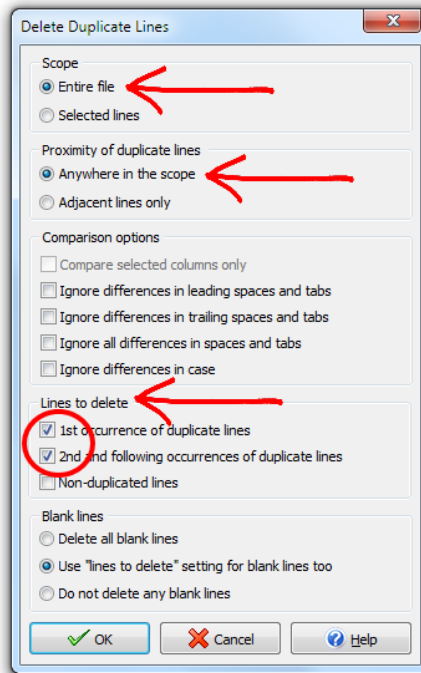 Delete Duplicate Lines
Scope
Entire file
Selected lines
Proximity of duplicate lines
Anywhere in the scope
Adjacent lines only
Comparison options
Compare selected columns only
Ignore differences in leading spaces and tabs
Ignore differences in trailing spaces and tabs
Ignore all differences in spaces and tabs
Ignore differences in case
Lines to delete
1st occurrence of duplicate lines
2nd and following occurrences of duplicate lines
Non-duplicated lines
Blank lines
Delete all blank lines
Use "lines to delete" setting for blank lines too
Do not delete any blank lines
OK Cancel Help